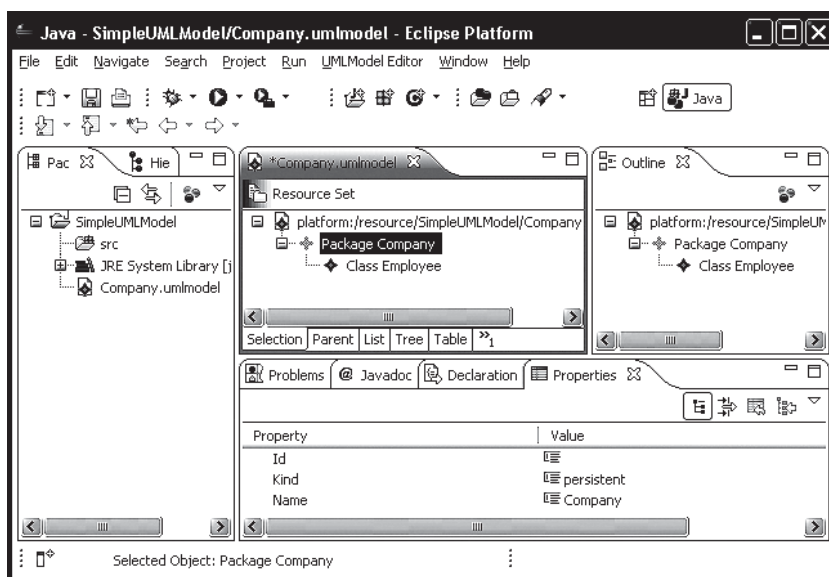 Java - SimpleUMLModel/Company.umlmodel - Eclipse Platform
File Edit Navigate Search Project Run UMLModel Editor Window Help
Java
Pac Hie
SimpleUMLModel
src
JRE System Library [j
Company.umlmodel
*Company.umlmodel
Resource Set
platform:/resource/SimpleUMLModel/Company
Package Company
Class Employee
Selection Parent List Tree Table »1
Outline
platform:/resource/SimpleUM
Package Company
Class Employee
Problems @ Javadoc Declaration Properties
Property Value
Id
Kind persistent
Name Company
Selected Object: Package Company